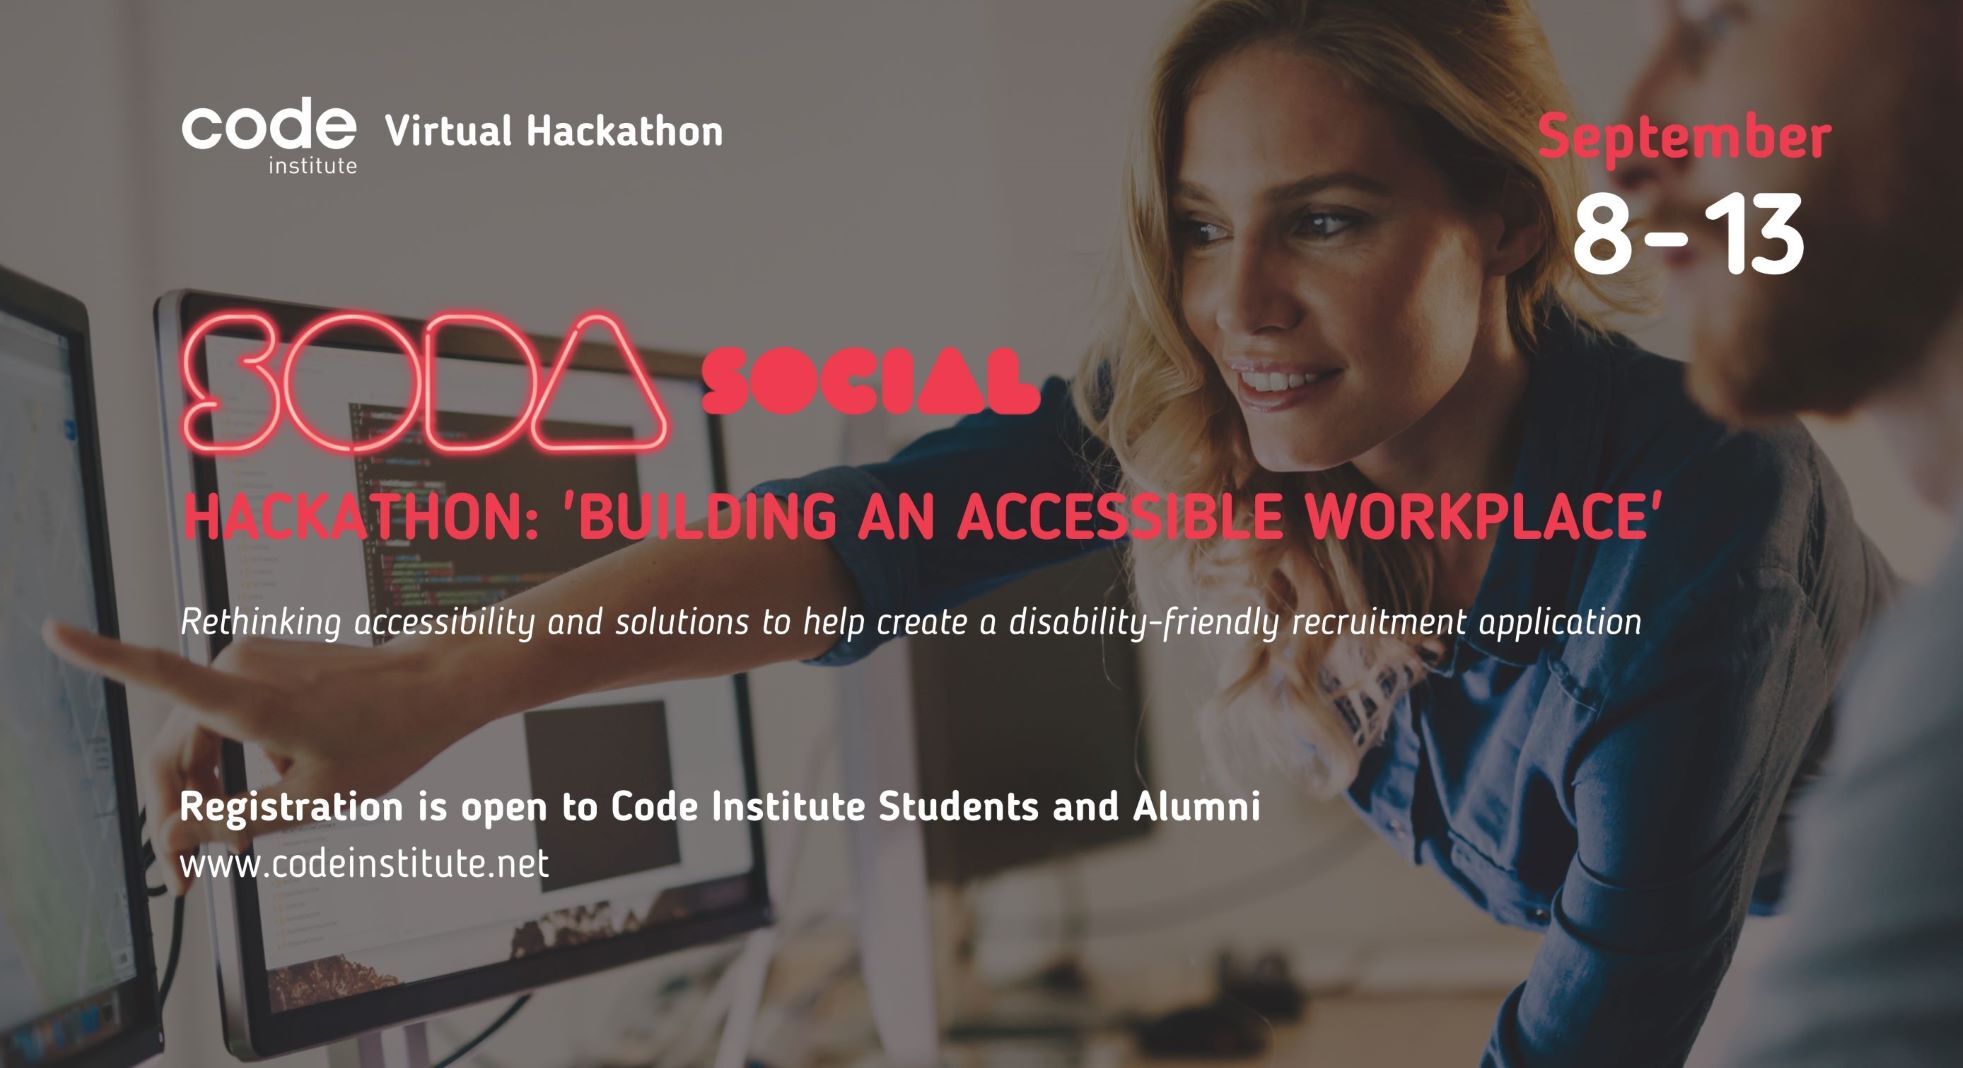 code institute Virtual Hackathon
September
8 - 13
SODA SOCIAL
HACKATHON: 'BUILDING AN ACCESSIBLE WORKPLACE'
Rethinking accessibility and solutions to help create a disability-friendly recruitment application
Registration is open to Code Institute Students and Alumni
www.codeinstitute.net